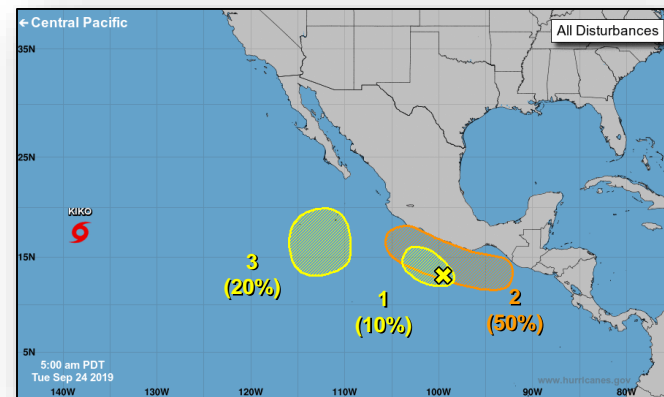 ← Central Pacific
All Disturbances
35N
25N
15N
5N
KIKO
3
(20%)
1
(10%)
2
(50%)
5:00 am PDT
Tue Sep 24 2019
www.hurricanes.gov
140W 130W 120W 110W 100W 90W 80W